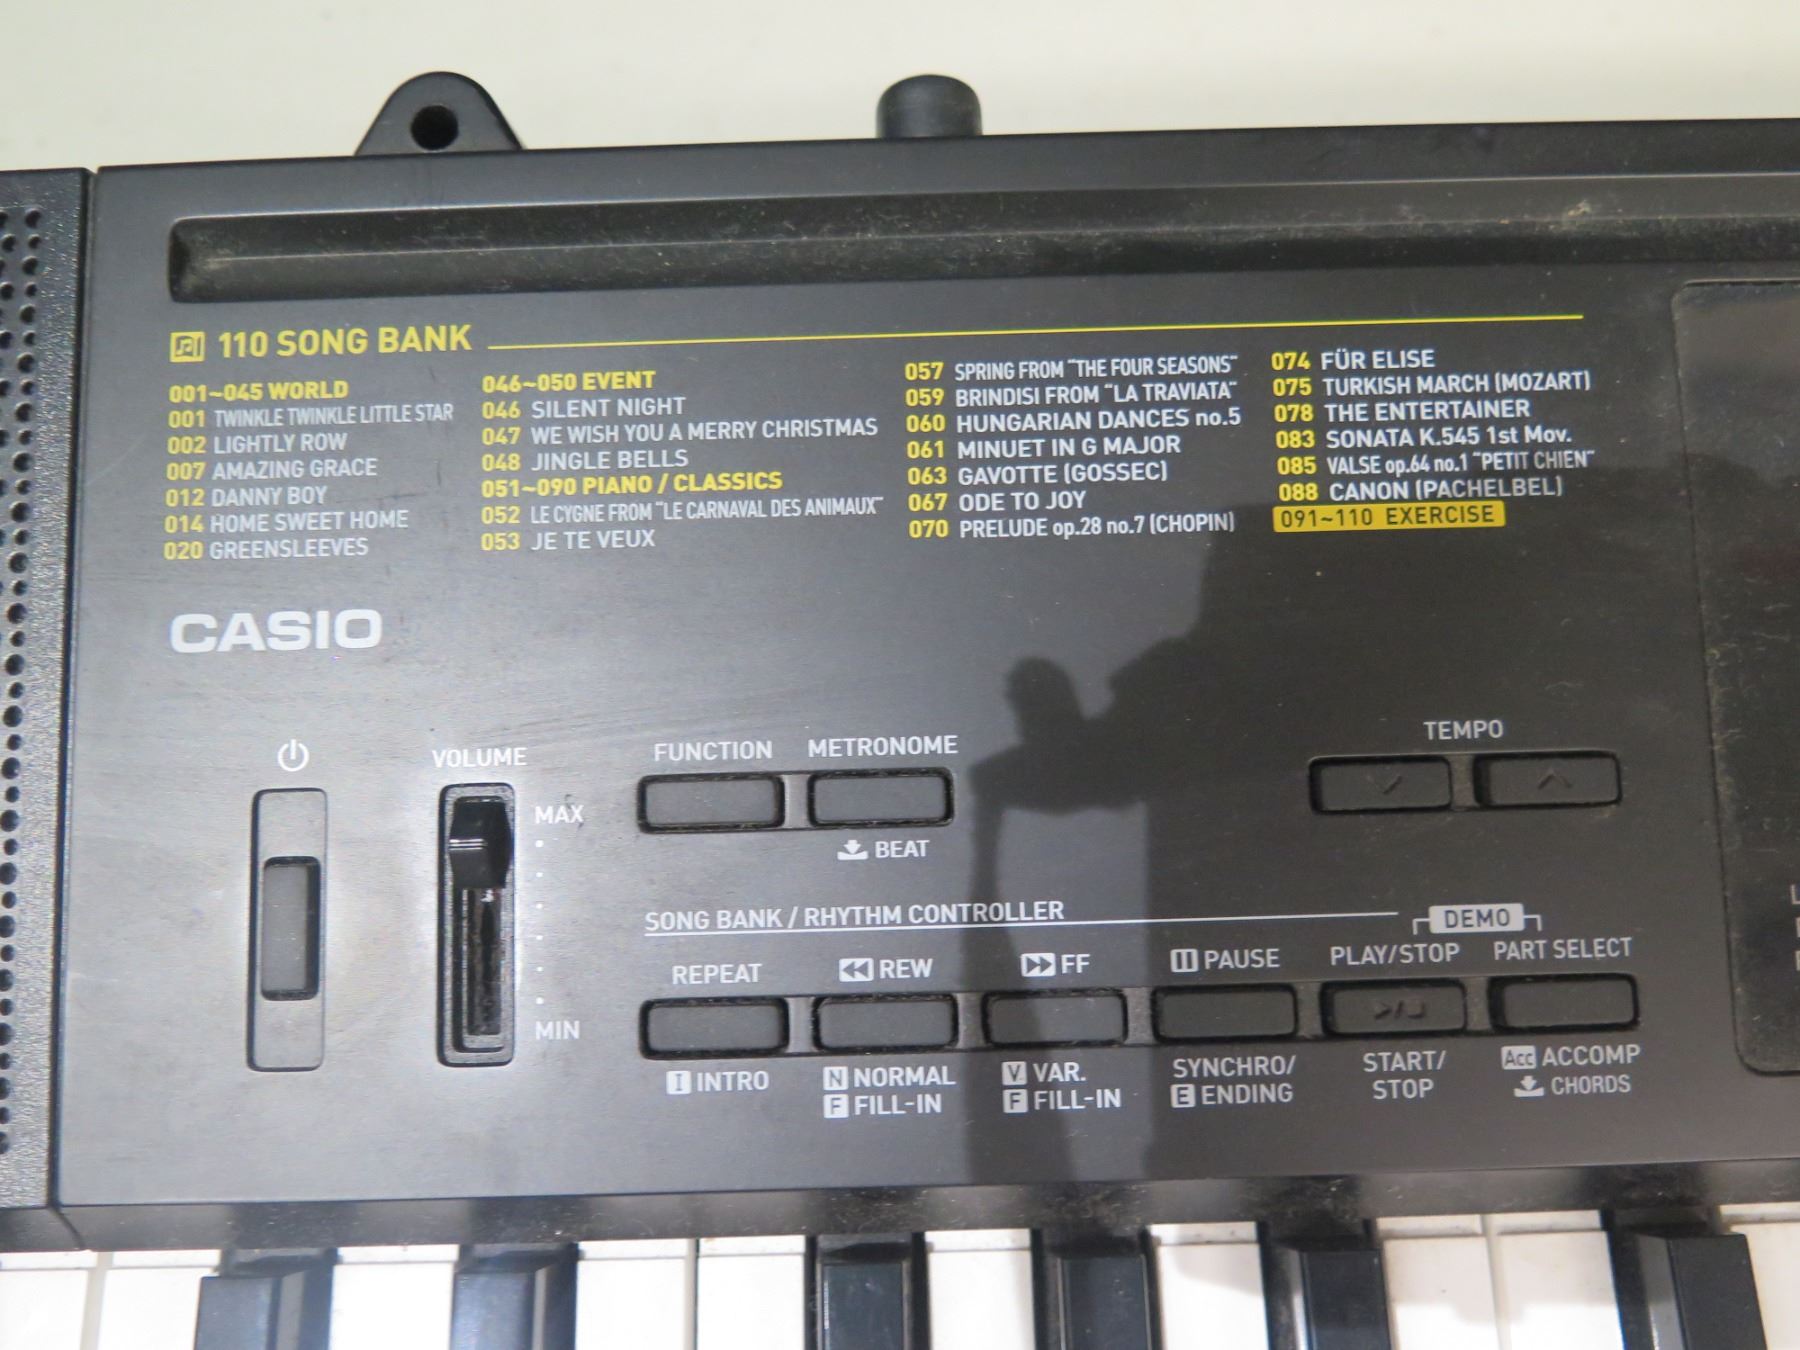 110 SONG BANK
001~045 WORLD
001 TWINKLE TWINKLE LITTLE STAR
002 LIGHTLY ROW
007 AMAZING GRACE
012 DANNY BOY
014 HOME SWEET HOME
020 GREENSLEEVES
046~050 EVENT
046 SILENT NIGHT
047 WE WISH YOU A MERRY CHRISTMAS
048 JINGLE BELLS
051~090 PIANO / CLASSICS
052 LE CYGNE FROM "LE CARNAVAL DES ANIMAUX"
053 JE TE VEUX
057 SPRING FROM "THE FOUR SEASONS"
059 BRINDISI FROM "LA TRAVIATA"
060 HUNGARIAN DANCES no.5
061 MINUET IN G MAJOR
063 GAVOTTE (GOSSEC)
067 ODE TO JOY
070 PRELUDE op.28 no.7 (CHOPIN)
074 FÜR ELISE
075 TURKISH MARCH (MOZART)
078 THE ENTERTAINER
083 SONATA K.545 1st Mov.
085 VALSE op.64 no.1 "PETIT CHIEN"
088 CANON (PACHELBEL)
091~110 EXERCISE
CASIO
VOLUME
MAX
MIN
FUNCTION
METRONOME
BEAT
TEMPO
SONG BANK / RHYTHM CONTROLLER
DEMO
REPEAT
REW
FF
PAUSE
PLAY/STOP
PART SELECT
I INTRO
N NORMAL
F FILL-IN
V VAR.
F FILL-IN
SYNCHRO/
E ENDING
START/
STOP
Acc ACCOMP
CHORDS